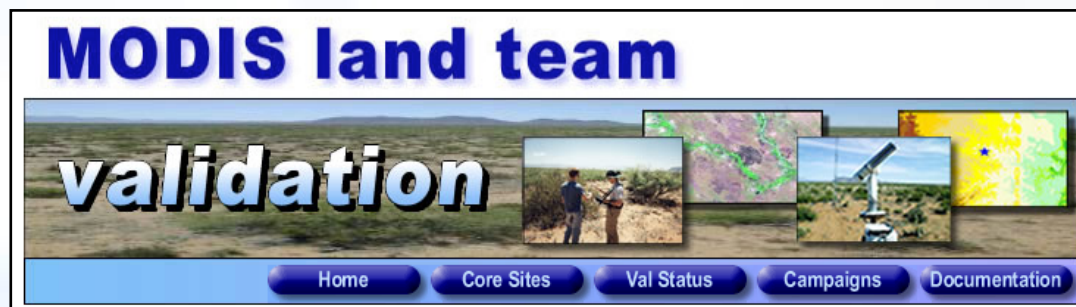 MODIS land team
validation
Home Core Sites Val Status Campaigns Documentation